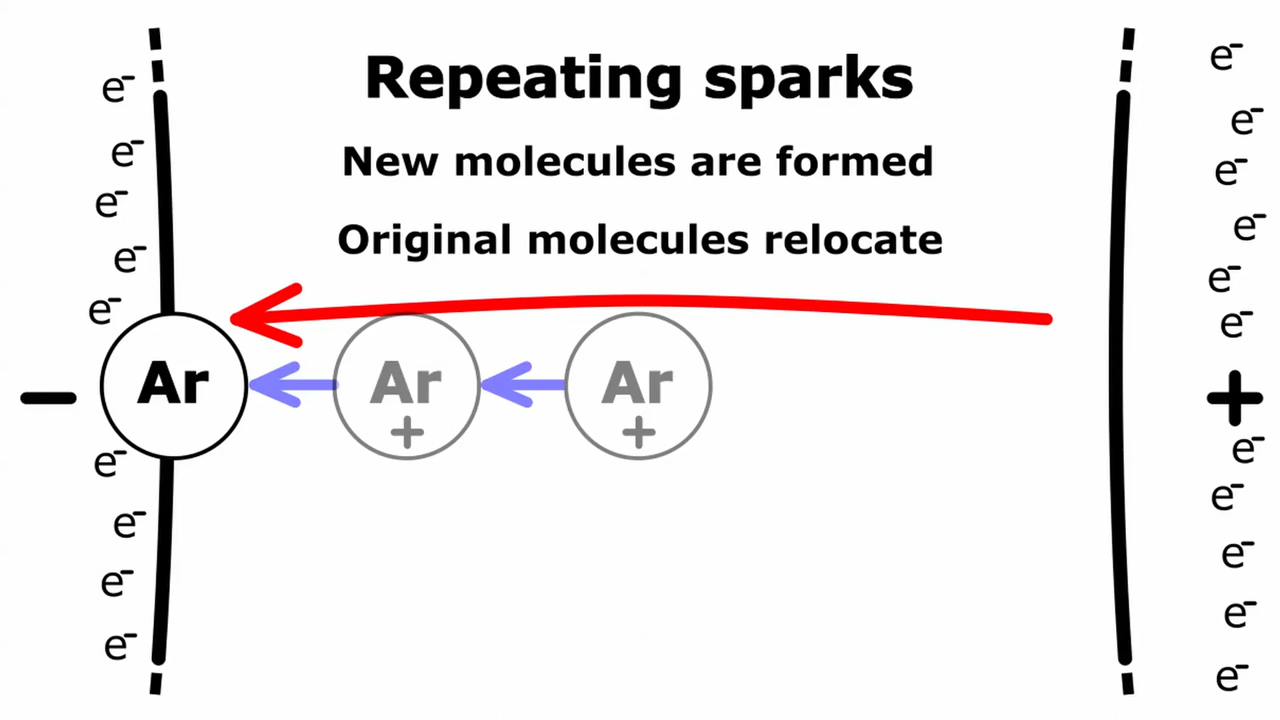 Repeating sparks
New molecules are formed
Original molecules relocate
e-
e-
e-
e-
e-
e-
e-
e-
e-
−
Ar
Ar
+
Ar
+
+
e-
e-
e-
e-
e-
e-
e-
e-
e-
e-
e-